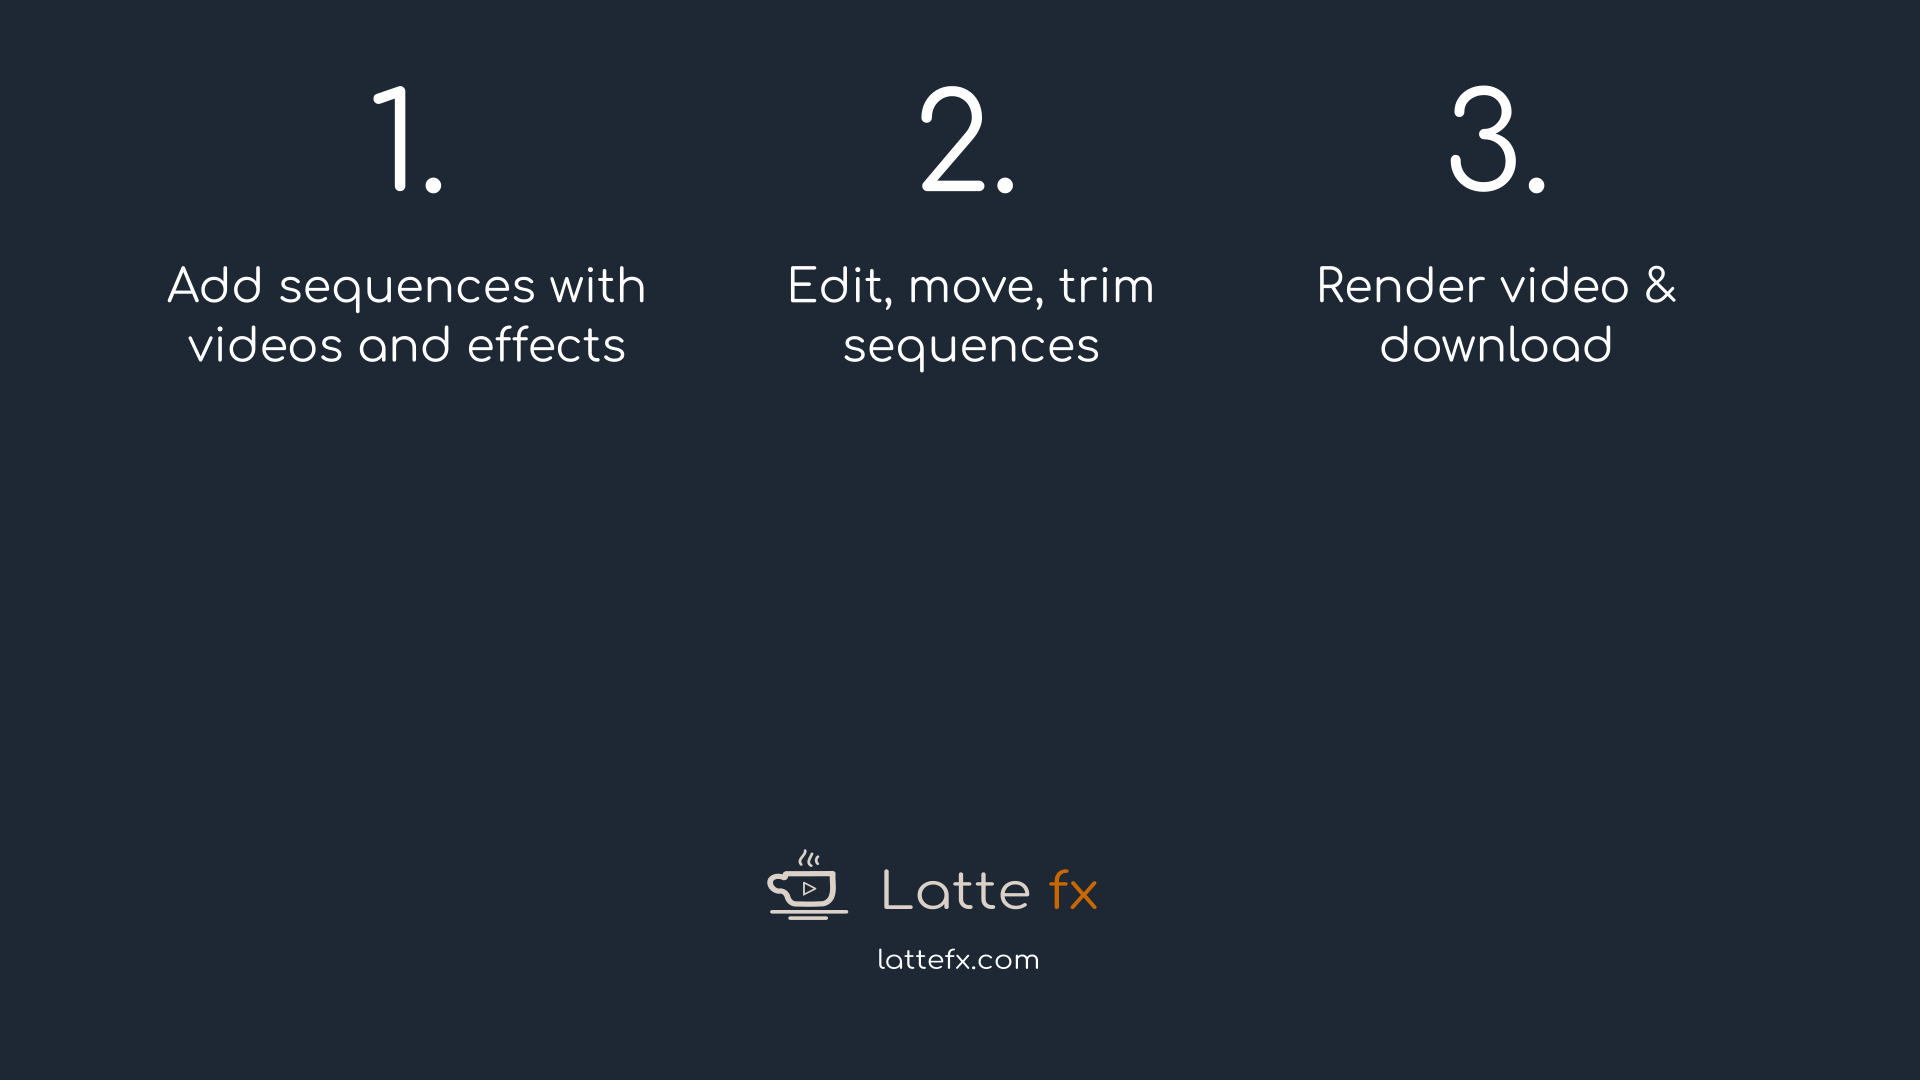 1.
Add sequences with
videos and effects
2.
Edit, move, trim
sequences
3.
Render video &
download
Latte fx
lattefx.com